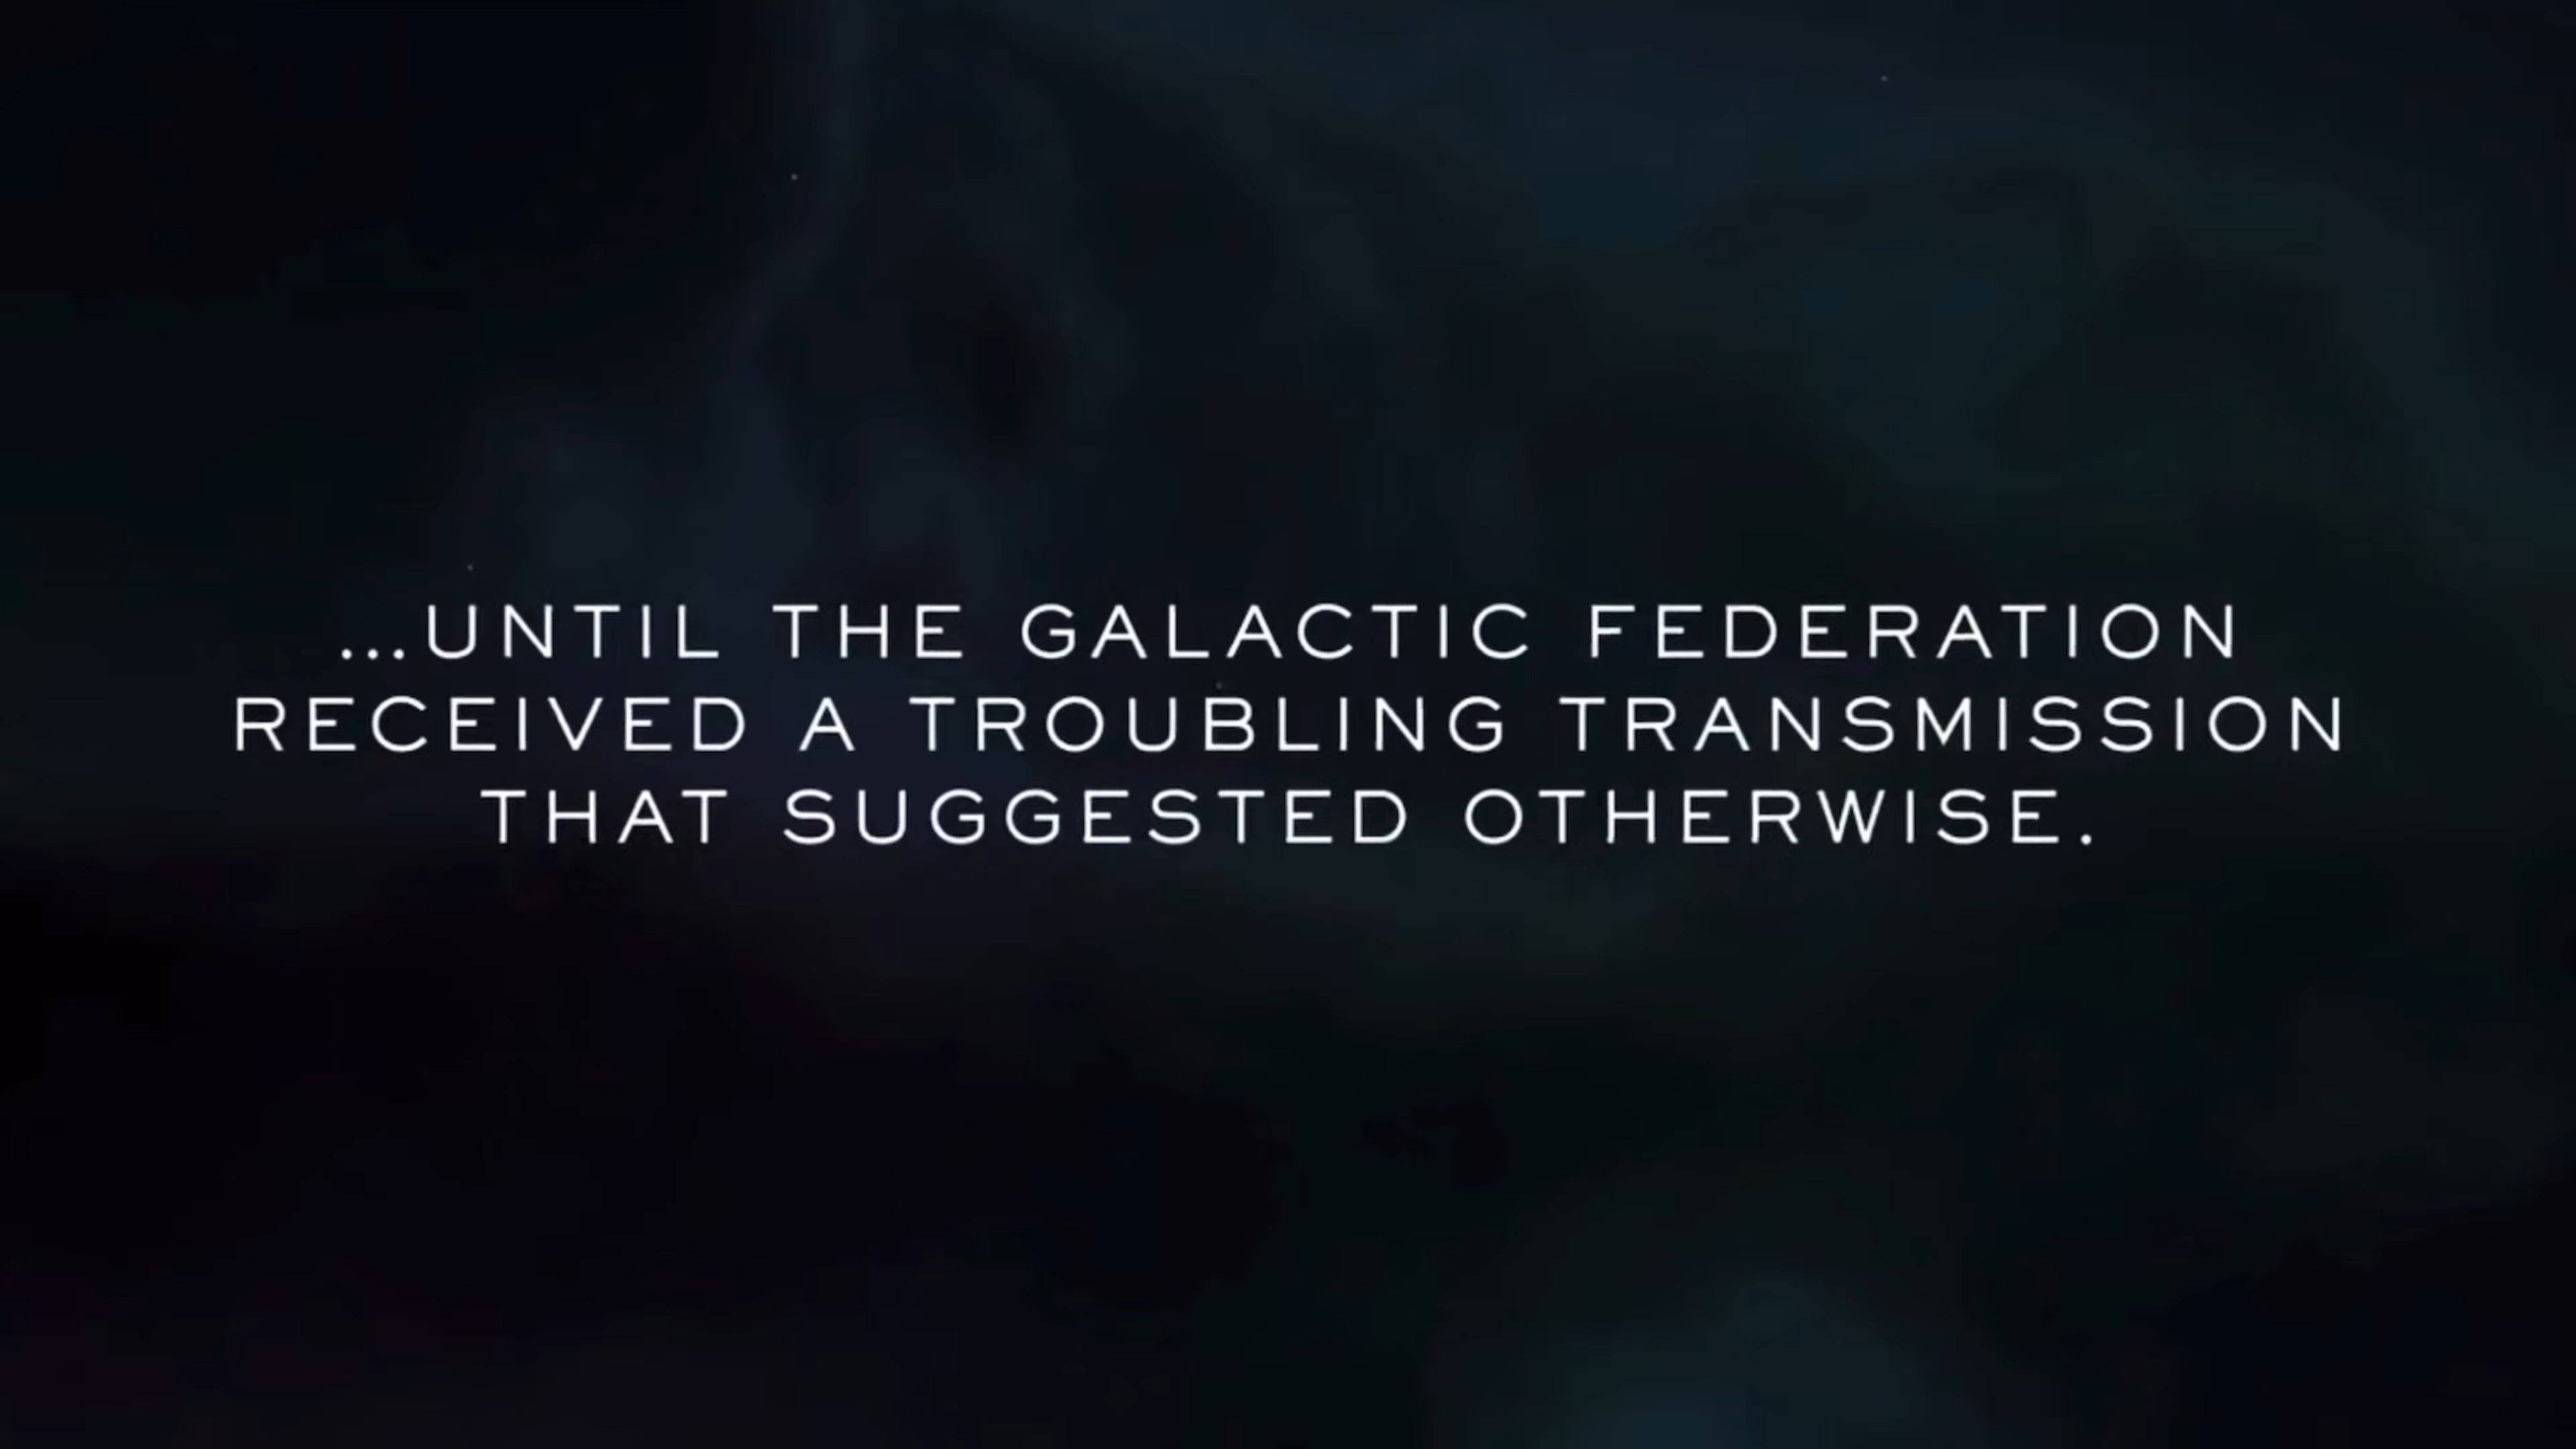 ...UNTIL THE GALACTIC FEDERATION
RECEIVED A TROUBLING TRANSMISSION
THAT SUGGESTED OTHERWISE.